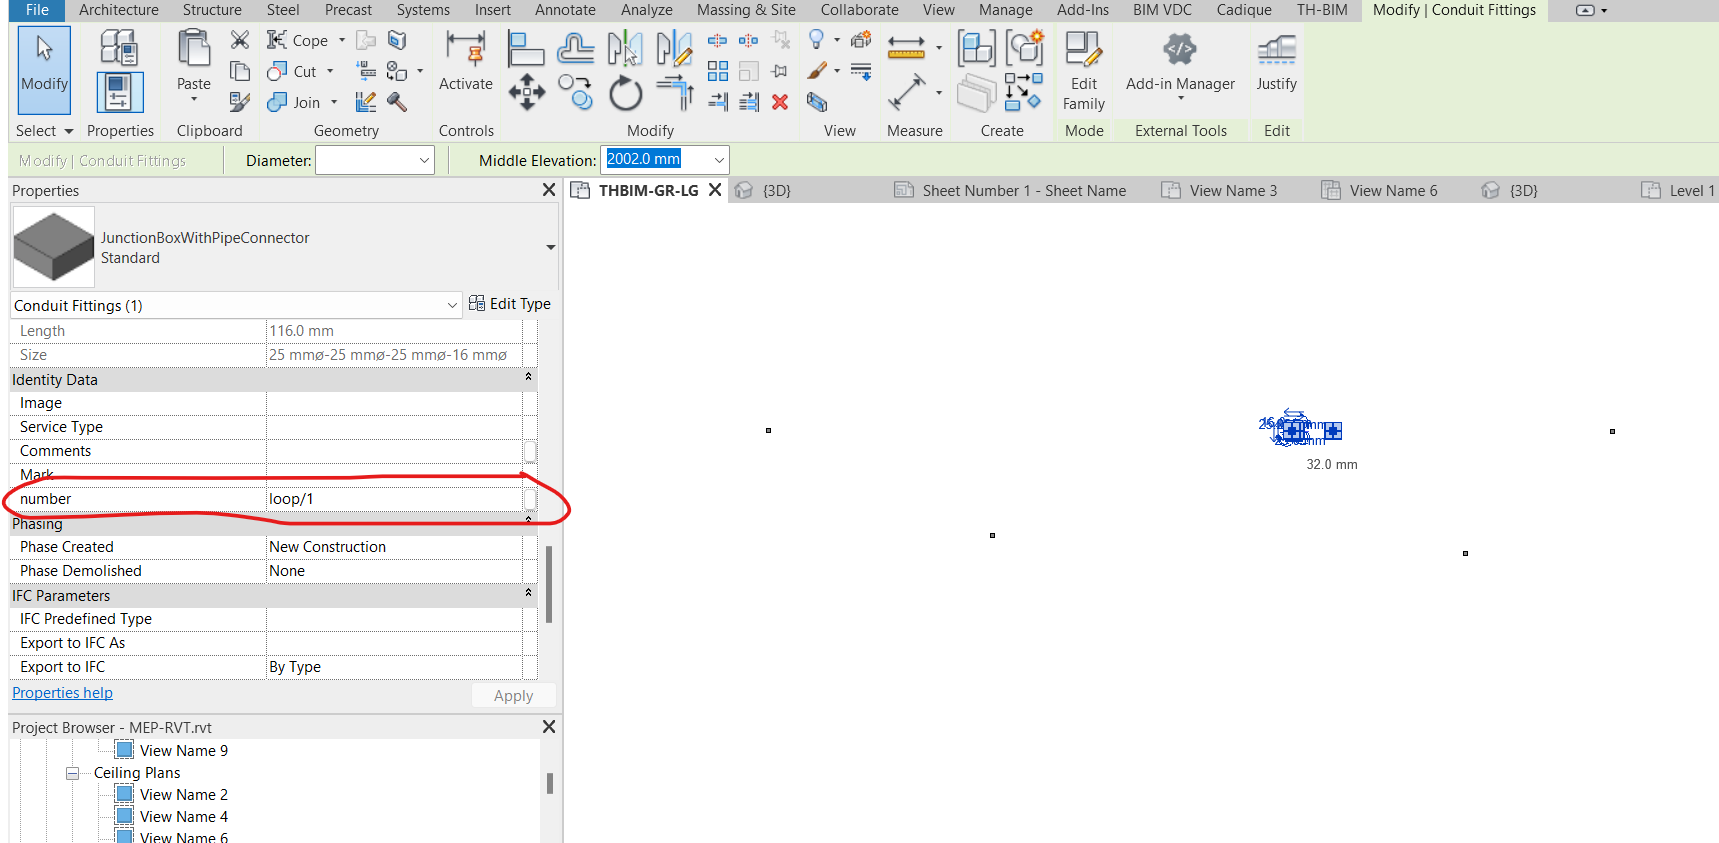 File Architecture Structure Steel Precast Systems Insert Annotate Analyze Massing & Site Collaborate View Manage Add-Ins BIM VDC Cadique TH-BIM Modify | Conduit Fittings
Cope
Cut
Join
Modify Paste Activate Edit Family Add-in Manager Justify
Select Properties Clipboard Geometry Controls Modify View Measure Create Mode External Tools Edit
Modify | Conduit Fittings Diameter: Middle Elevation: 2002.0 mm
Properties
THBIM-GR-LG {3D} Sheet Number 1 - Sheet Name View Name 3 View Name 6 {3D} Level 1
JunctionBoxWithPipeConnector
Standard
Conduit Fittings (1) Edit Type
Length 116.0 mm
Size 25 mmø-25 mmø-25 mmø-16 mmø
Identity Data
Image
Service Type
Comments
Mark
number loop/1
Phasing
Phase Created New Construction
Phase Demolished None
IFC Parameters
IFC Predefined Type
Export to IFC As
Export to IFC By Type
Properties help Apply
Project Browser - MEP-RVT.rvt
View Name 9
Ceiling Plans
View Name 2
View Name 4
View Name 6
32.0 mm